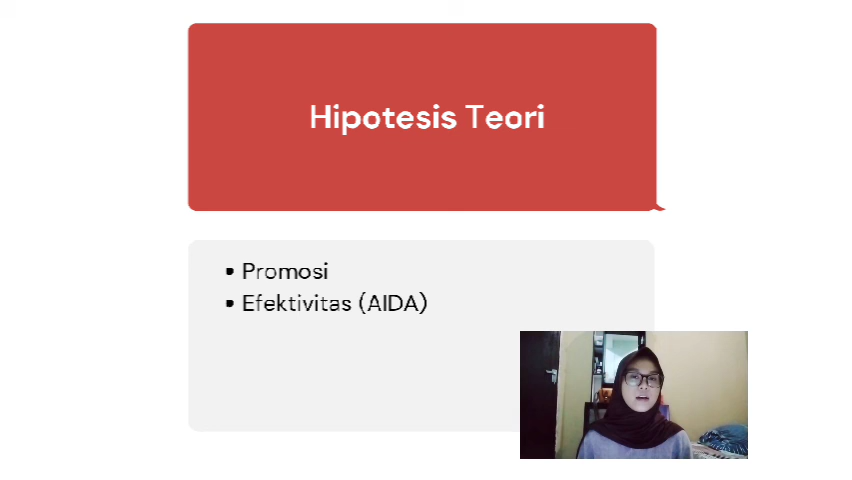 Hipotesis Teori
▪ Promosi
▪ Efektivitas (AIDA)